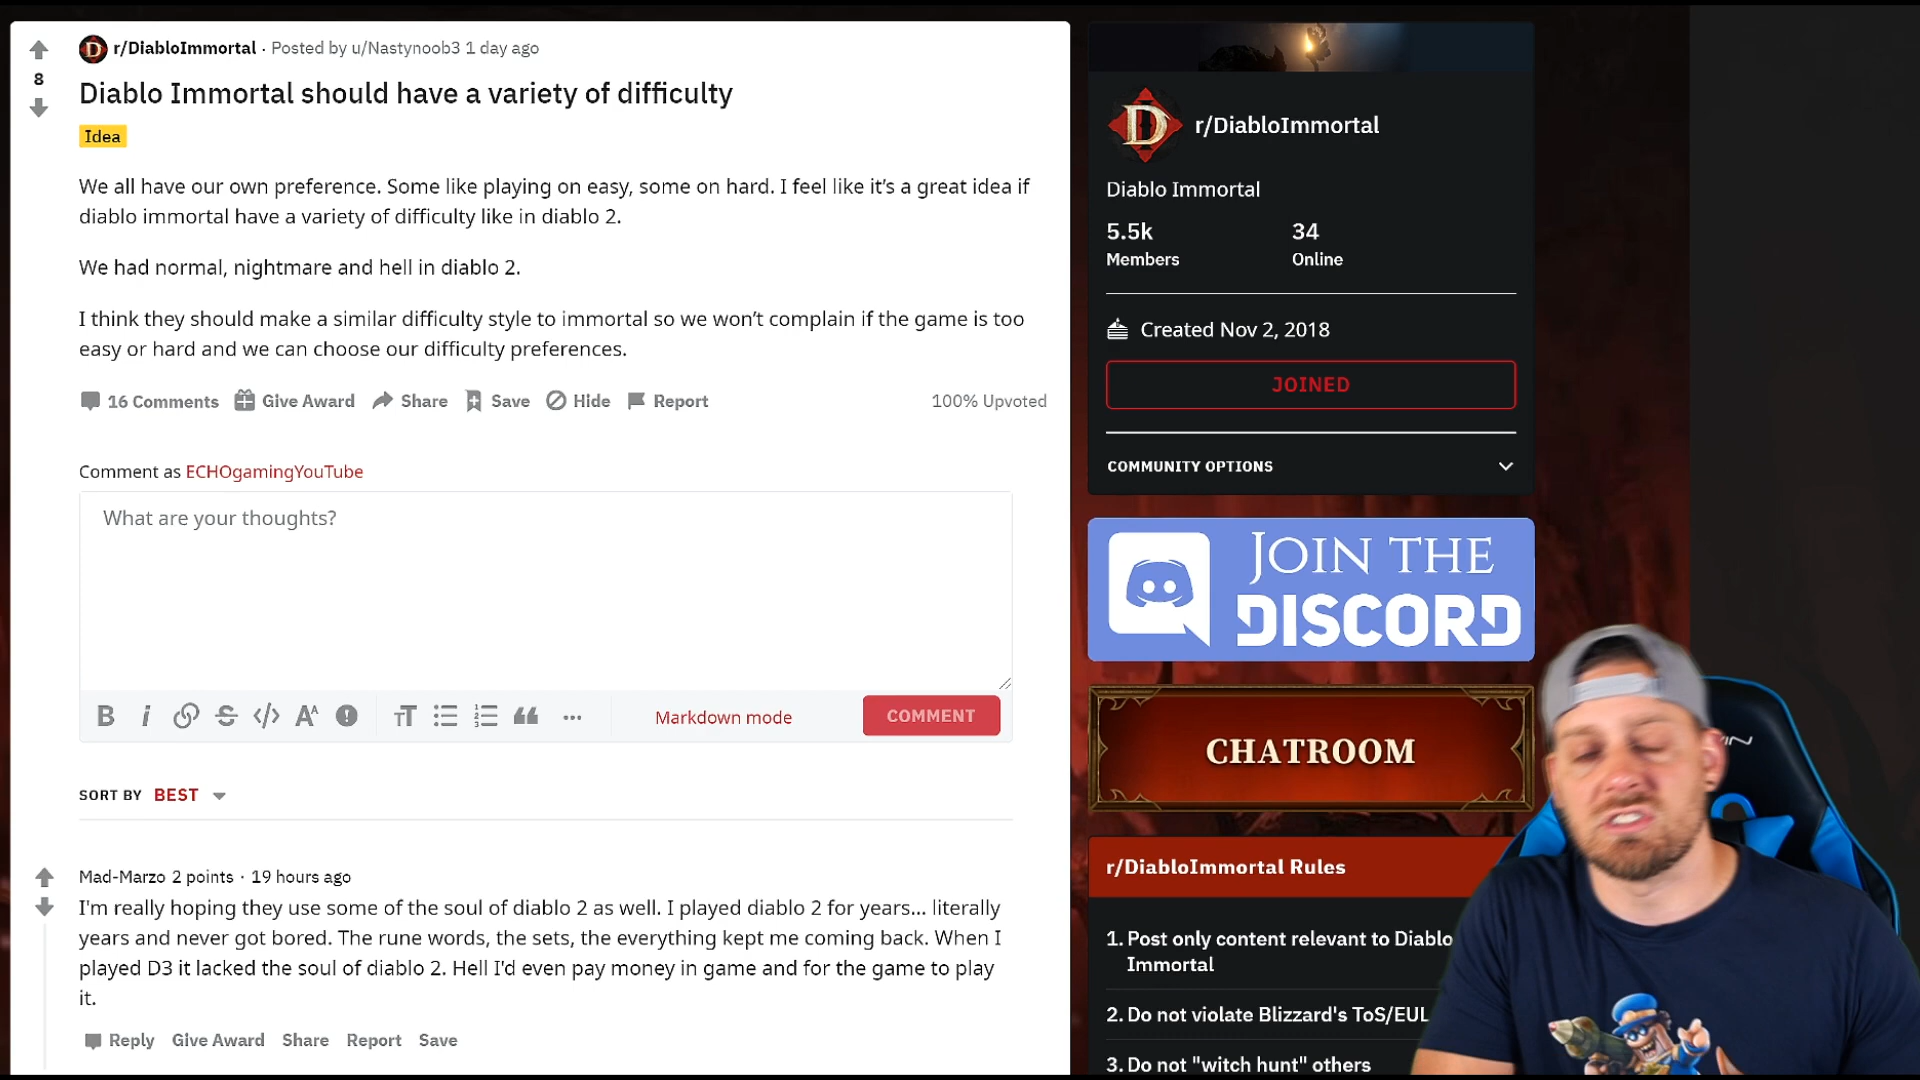 r/DiabloImmortal · Posted by u/Nastynoob3 1 day ago
8
Diablo Immortal should have a variety of difficulty
Idea
We all have our own preference. Some like playing on easy, some on hard. I feel like it’s a great idea if
diablo immortal have a variety of difficulty like in diablo 2.
We had normal, nightmare and hell in diablo 2.
I think they should make a similar difficulty style to immortal so we won’t complain if the game is too
easy or hard and we can choose our difficulty preferences.
16 Comments Give Award Share Save Hide Report 100% Upvoted
Comment as ECHOgamingYouTube
What are your thoughts?
Markdown mode COMMENT
SORT BY BEST
Mad-Marzo 2 points · 19 hours ago
I'm really hoping they use some of the soul of diablo 2 as well. I played diablo 2 for years... literally
years and never got bored. The rune words, the sets, the everything kept me coming back. When I
played D3 it lacked the soul of diablo 2. Hell I'd even pay money in game and for the game to play
it.
Reply Give Award Share Report Save
r/DiabloImmortal
Diablo Immortal
5.5k 34
Members Online
Created Nov 2, 2018
JOINED
COMMUNITY OPTIONS
JOIN THE
DISCORD
CHATROOM
r/DiabloImmortal Rules
1. Post only content relevant to Diablo
Immortal
2. Do not violate Blizzard's ToS/EUL
3. Do not "witch hunt" others